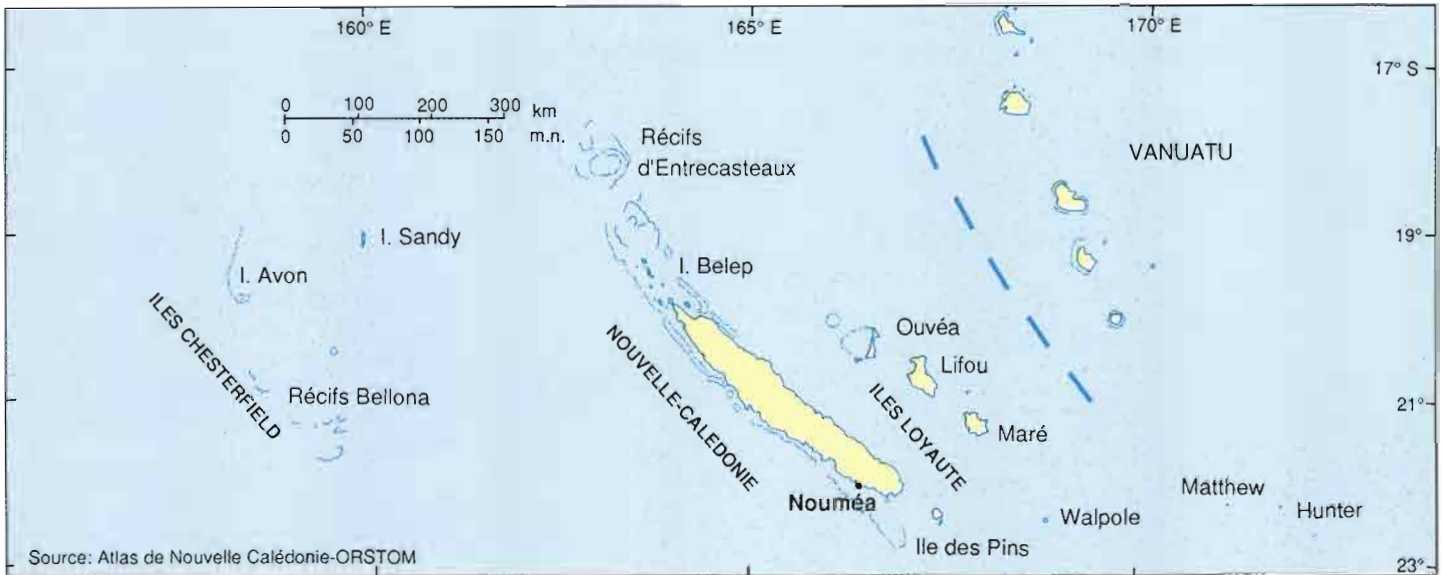 160° E
165° E
170° E
17° S
0 100 200 300 km
0 50 100 150 m.n.
Récifs
d'Entrecasteaux
VANUATU
19°
I. Sandy
I. Avon
I. Belep
ILES CHESTERFIELD
Récifs Bellona
NOUVELLE-CALEDONIE
Ouvéa
Lifou
ILES LOYAUTE
21°
Maré
Nouméa
Matthew
Hunter
Walpole
Ile des Pins
Source: Atlas de Nouvelle Calédonie-ORSTOM
23°